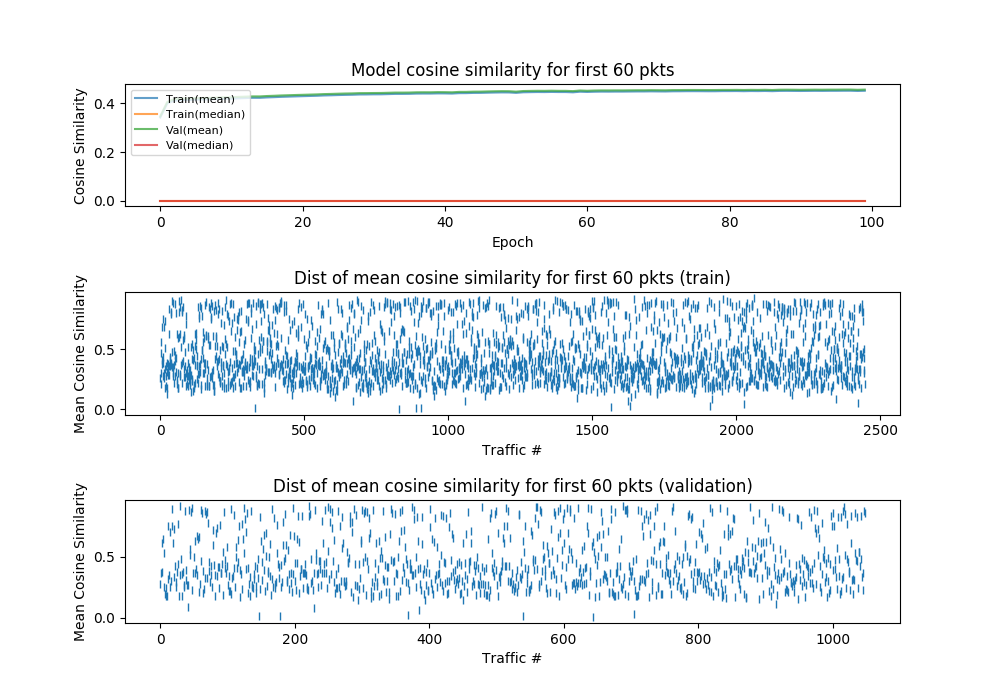 Model cosine similarity for first 60 pkts
Cosine Similarity
0.4
0.2
0.0
Train(mean)
Train(median)
Val(mean)
Val(median)
0 20 40 60 80 100
Epoch
Dist of mean cosine similarity for first 60 pkts (train)
Mean Cosine Similarity
0.5
0.0
0 500 1000 1500 2000 2500
Traffic #
Dist of mean cosine similarity for first 60 pkts (validation)
Mean Cosine Similarity
0.5
0.0
0 200 400 600 800 1000
Traffic #